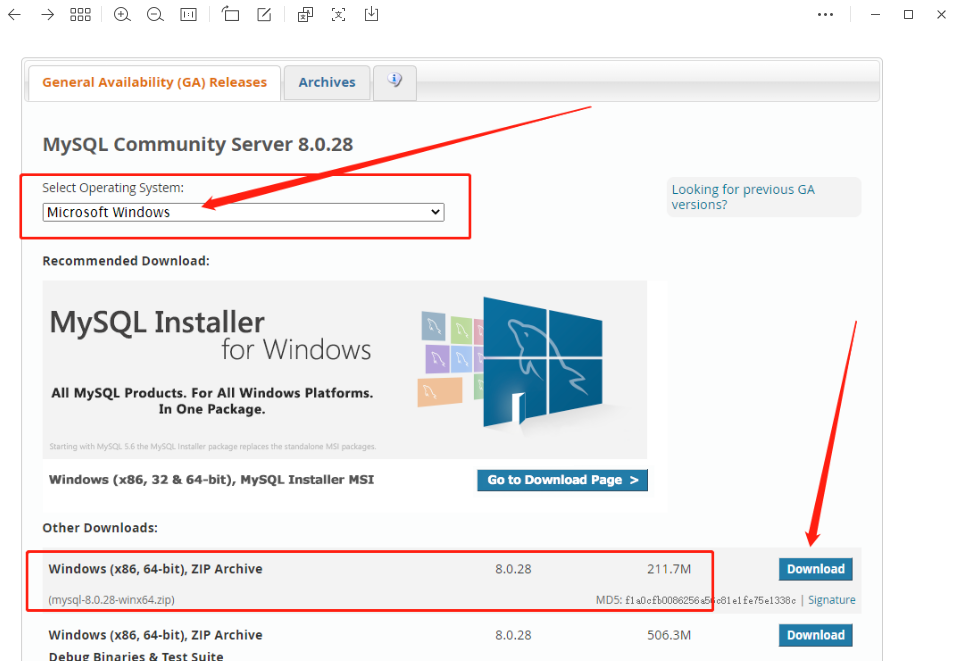 General Availability (GA) Releases
Archives
MySQL Community Server 8.0.28
Select Operating System:
Microsoft Windows
Looking for previous GA
versions?
Recommended Download:
MySQL Installer
for Windows
All MySQL Products. For All Windows Platforms.
In One Package.
Starting with MySQL 5.6 the MySQL Installer package replaces the standalone MSI packages.
Windows (x86, 32 & 64-bit), MySQL Installer MSI
Go to Download Page >
Other Downloads:
Windows (x86, 64-bit), ZIP Archive 8.0.28 211.7M Download
(mysql-8.0.28-winx64.zip) MD5: f1a0cfb0086256a56c81e1fe75e1338c | Signature
Windows (x86, 64-bit), ZIP Archive 8.0.28 506.3M Download
Debug Binaries & Test Suite